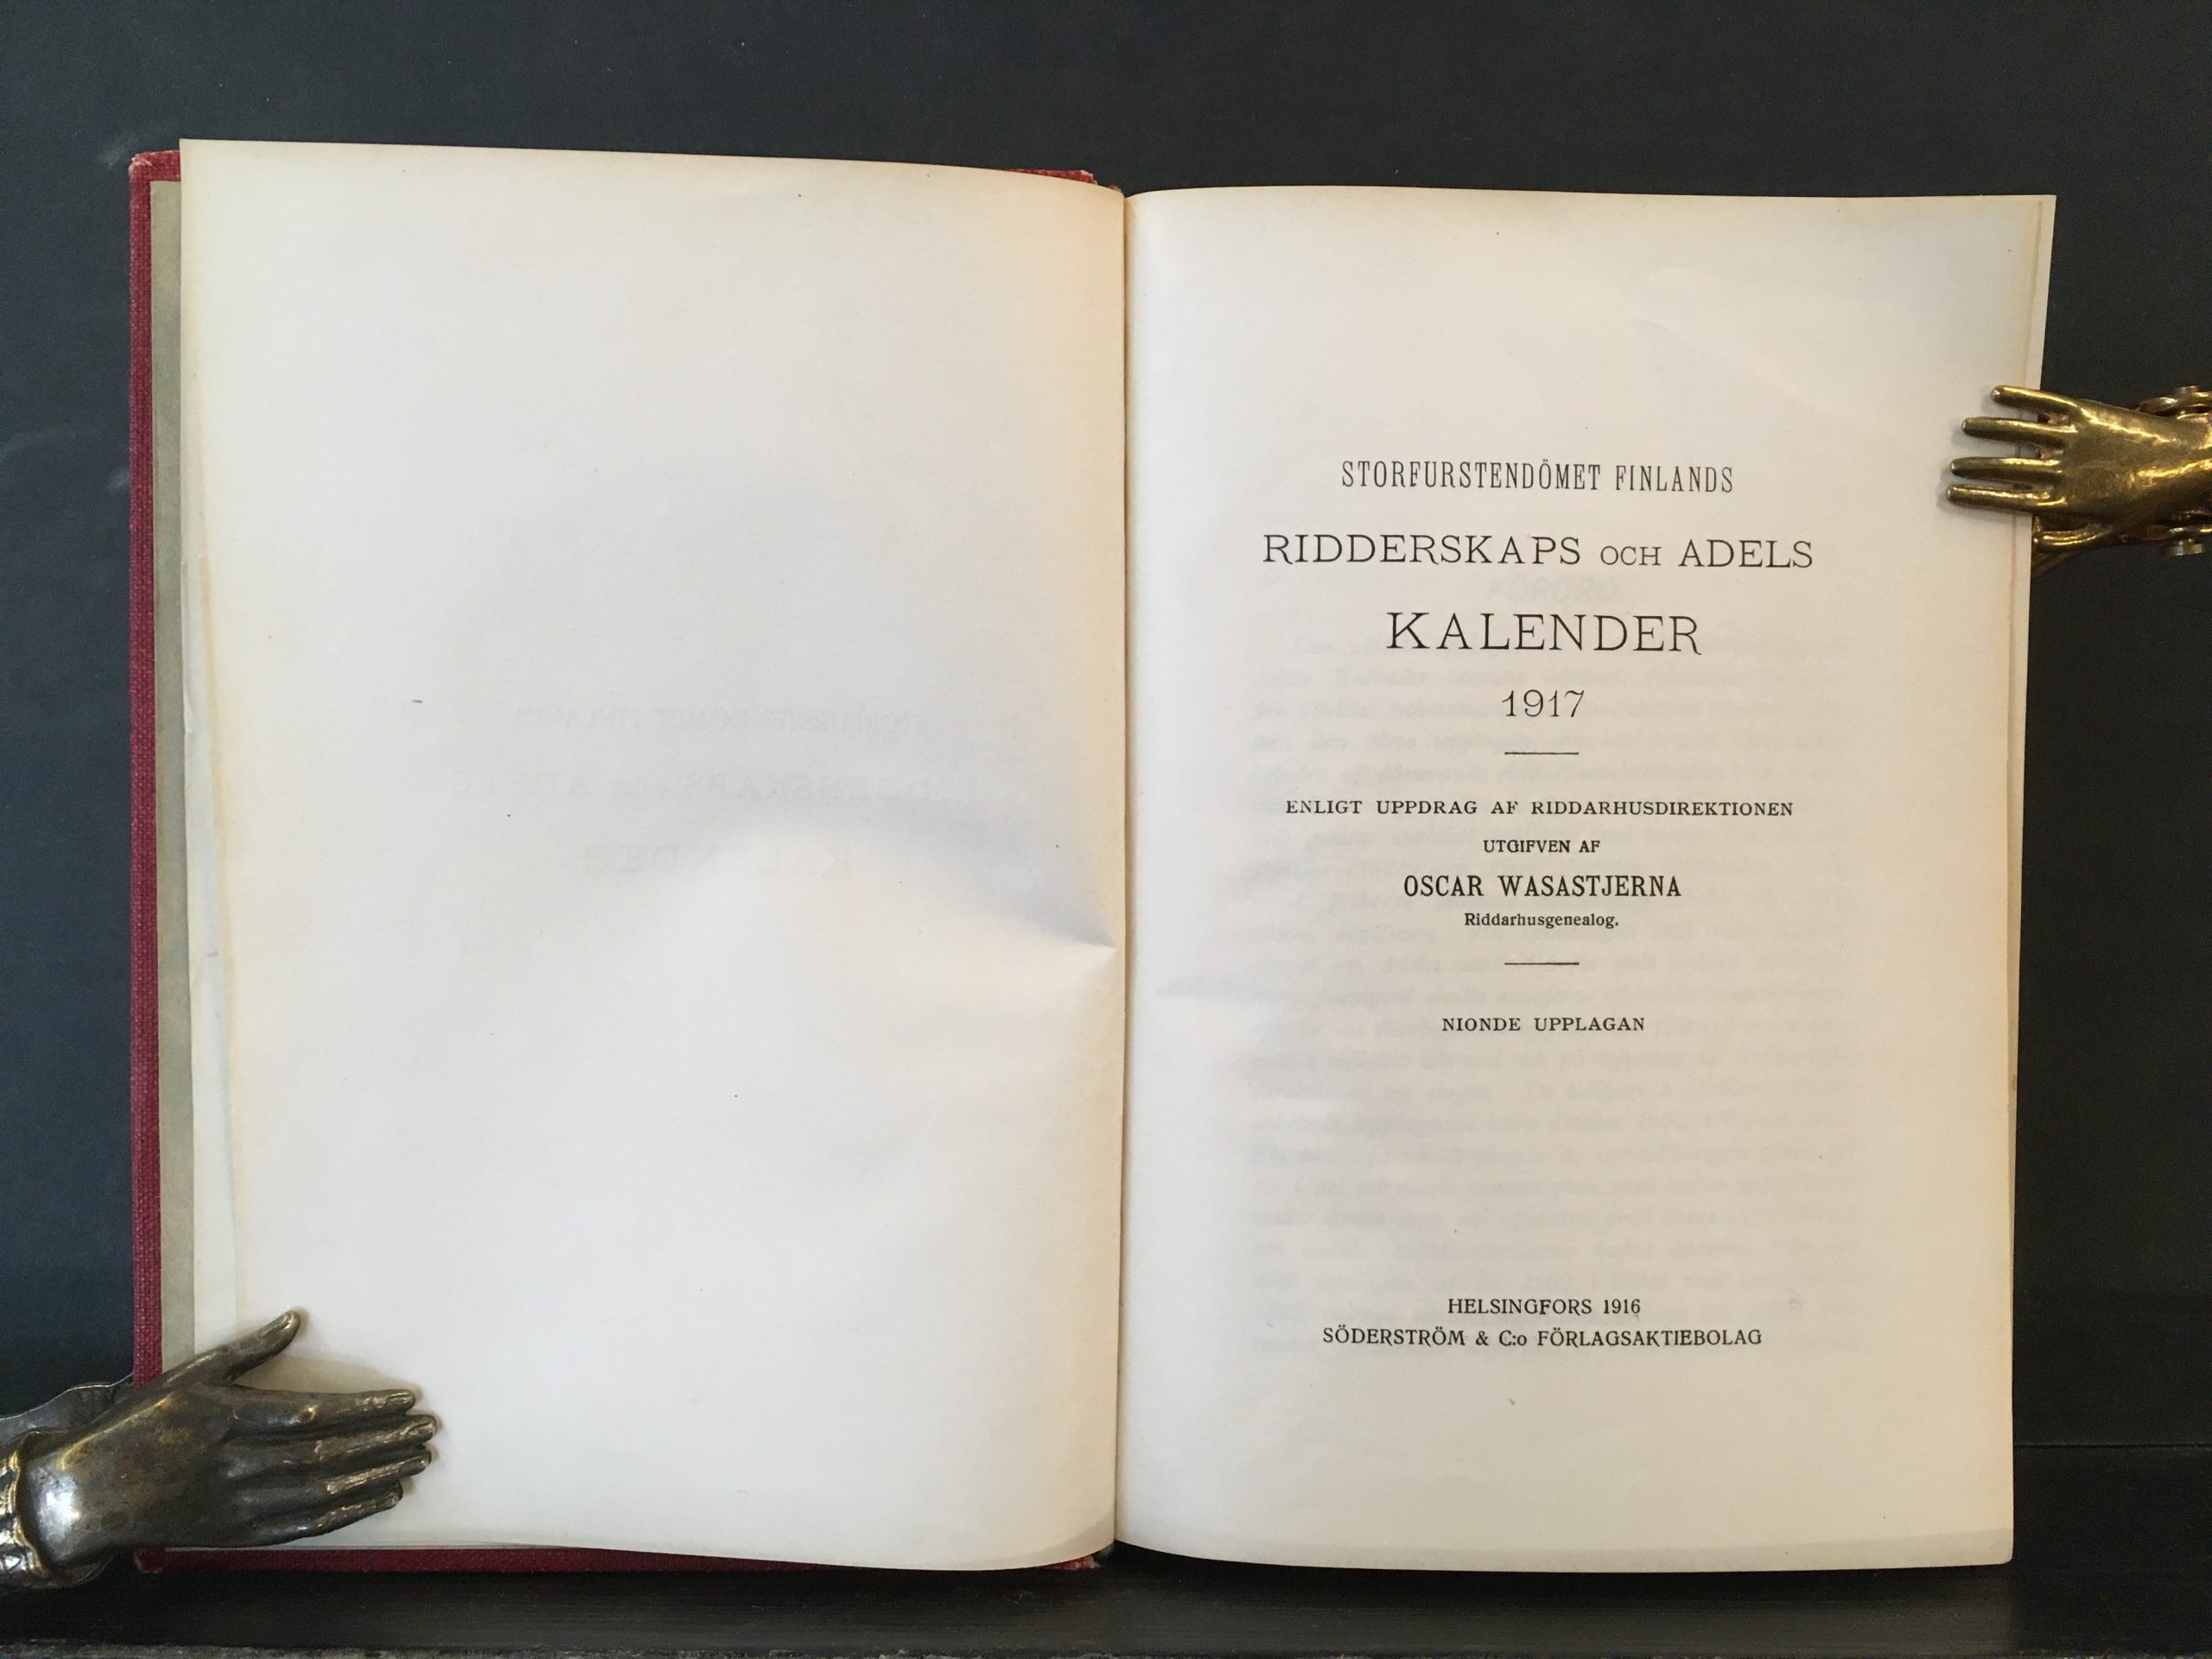 STORFURSTENDÖMET FINLANDS
RIDDERSKAPS OCH ADELS
KALENDER
1917
ENLIGT UPPDRAG AF RIDDARHUSDIREKTIONEN
UTGIFVEN AF
OSCAR WASASTJERNA
Riddarhusgenealog.
NIONDE UPPLAGAN
HELSINGFORS 1916
SÖDERSTRÖM & C:o FÖRLAGSAKTIEBOLAG